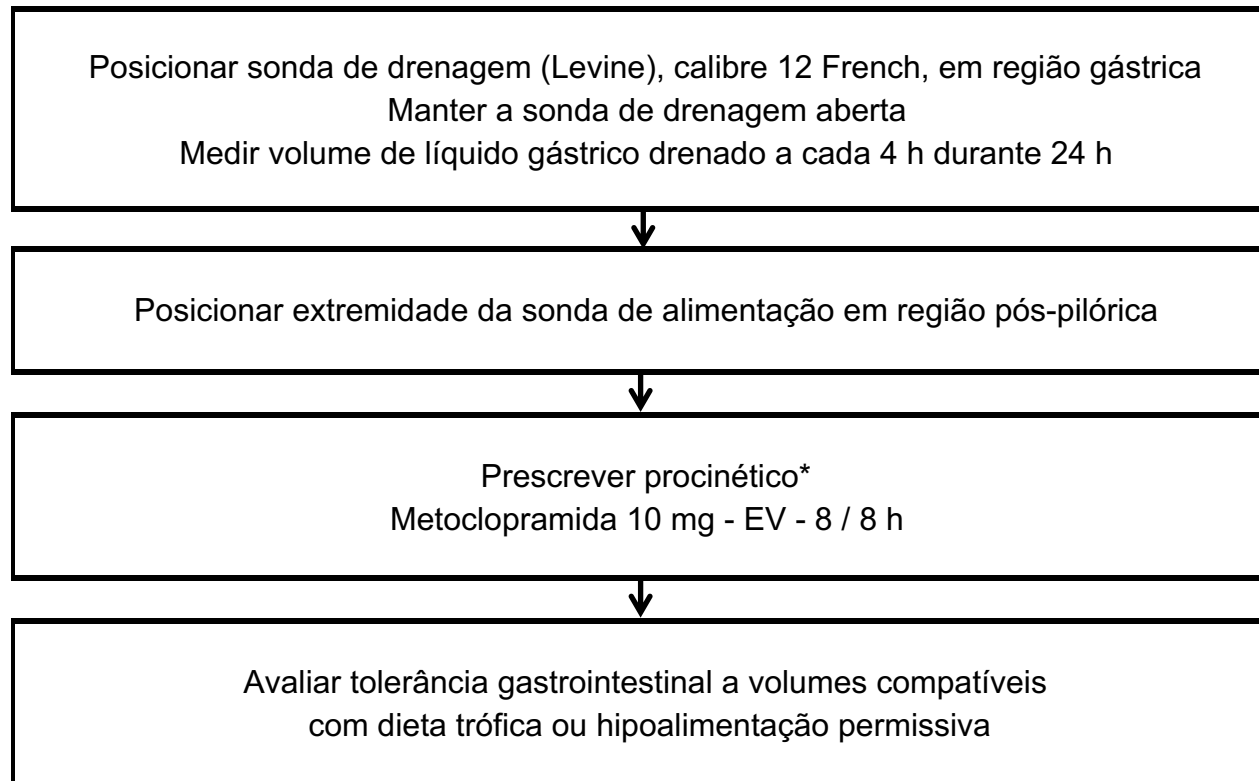 Posicionar sonda de drenagem (Levine), calibre 12 French, em região gástrica
Manter a sonda de drenagem aberta
Medir volume de líquido gástrico drenado a cada 4 h durante 24 h
Posicionar extremidade da sonda de alimentação em região pós-pilórica
Prescrever procinético*
Metoclopramida 10 mg - EV - 8 / 8 h
Avaliar tolerância gastrointestinal a volumes compatíveis
com dieta trófica ou hipoalimentação permissiva